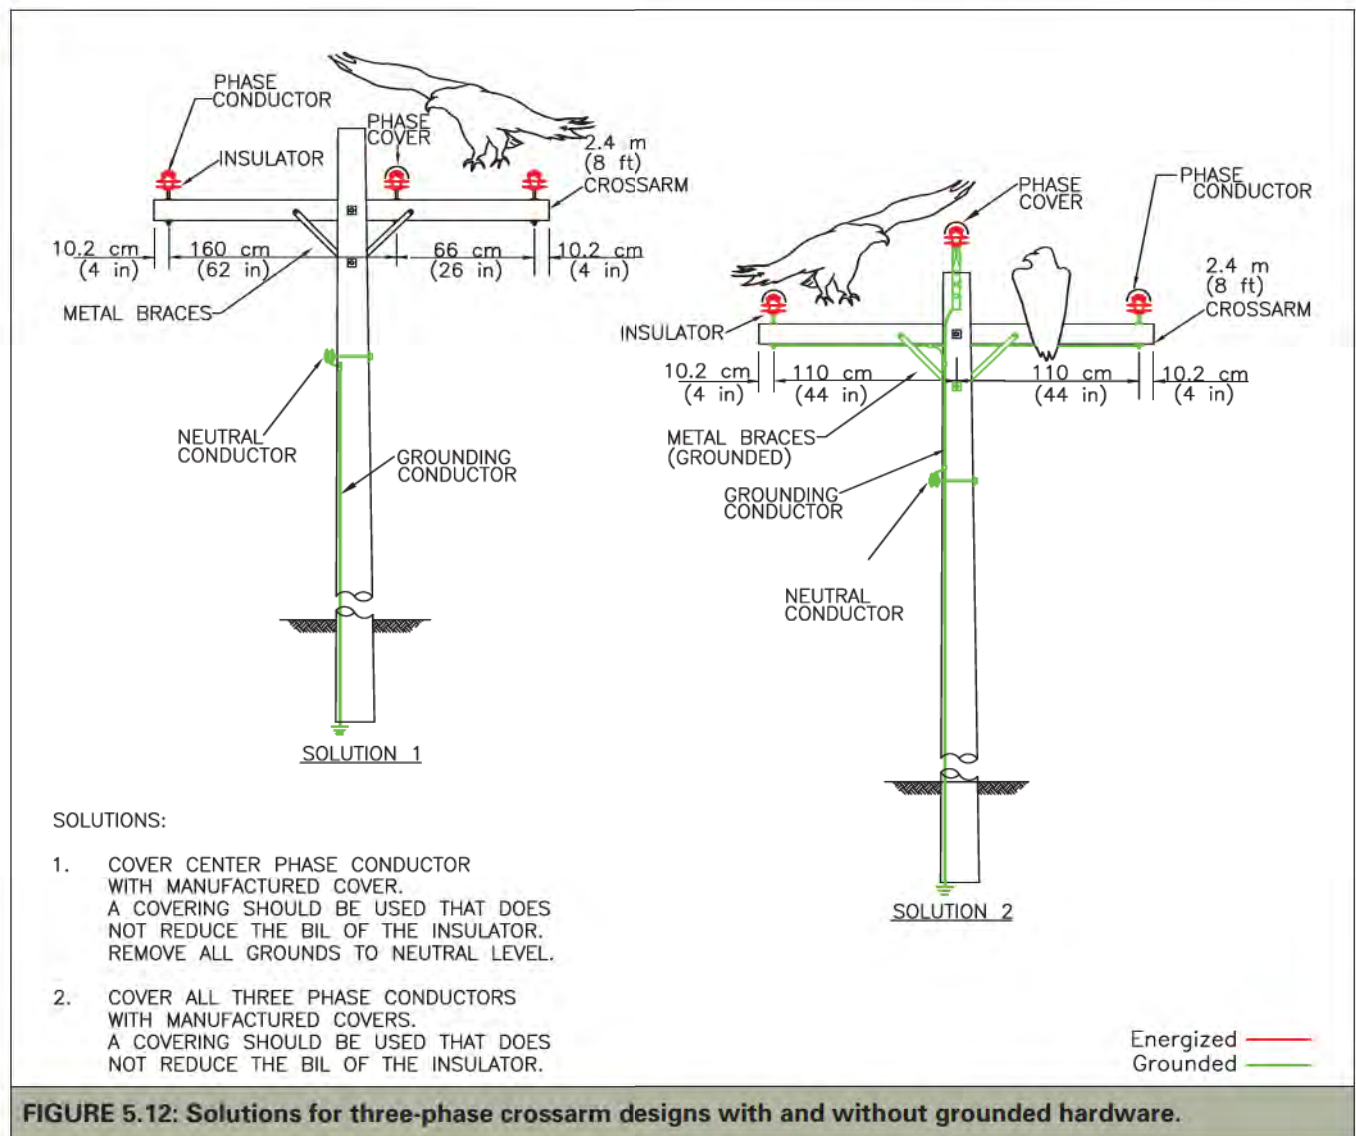 PHASE
CONDUCTOR
INSULATOR
PHASE
COVER
2.4 m
(8 ft)
CROSSARM
10.2 cm
(4 in)
160 cm
(62 in)
66 cm
(26 in)
10.2 cm
(4 in)
METAL BRACES
NEUTRAL
CONDUCTOR
GROUNDING
CONDUCTOR
SOLUTION 1
PHASE
COVER
PHASE
CONDUCTOR
2.4 m
(8 ft)
CROSSARM
INSULATOR
10.2 cm
(4 in)
110 cm
(44 in)
110 cm
(44 in)
10.2 cm
(4 in)
METAL BRACES
(GROUNDED)
GROUNDING
CONDUCTOR
NEUTRAL
CONDUCTOR
SOLUTION 2
SOLUTIONS:
1. COVER CENTER PHASE CONDUCTOR
WITH MANUFACTURED COVER.
A COVERING SHOULD BE USED THAT DOES
NOT REDUCE THE BIL OF THE INSULATOR.
REMOVE ALL GROUNDS TO NEUTRAL LEVEL.
2. COVER ALL THREE PHASE CONDUCTORS
WITH MANUFACTURED COVERS.
A COVERING SHOULD BE USED THAT DOES
NOT REDUCE THE BIL OF THE INSULATOR.
Energized
Grounded
FIGURE 5.12: Solutions for three-phase crossarm designs with and without grounded hardware.